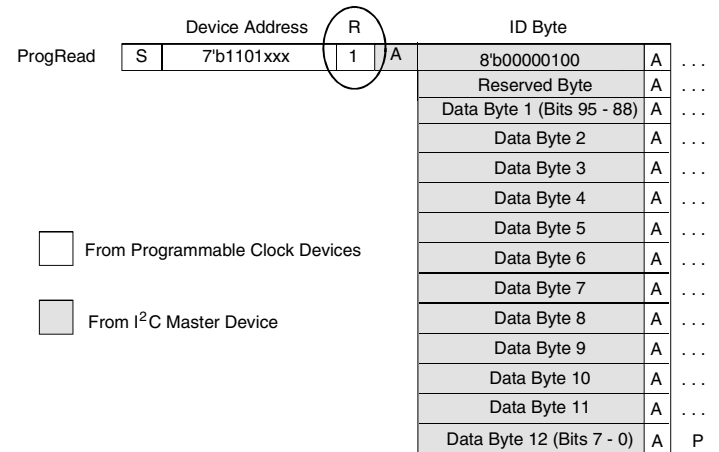 Device Address R ID Byte
ProgRead S 7'b1101xxx 1 A 8'b00000100 A ...
Reserved Byte A ...
Data Byte 1 (Bits 95 - 88) A ...
Data Byte 2 A ...
Data Byte 3 A ...
Data Byte 4 A ...
Data Byte 5 A ...
From Programmable Clock Devices
Data Byte 6 A ...
Data Byte 7 A ...
From I²C Master Device
Data Byte 8 A ...
Data Byte 9 A ...
Data Byte 10 A ...
Data Byte 11 A ...
Data Byte 12 (Bits 7 - 0) A P